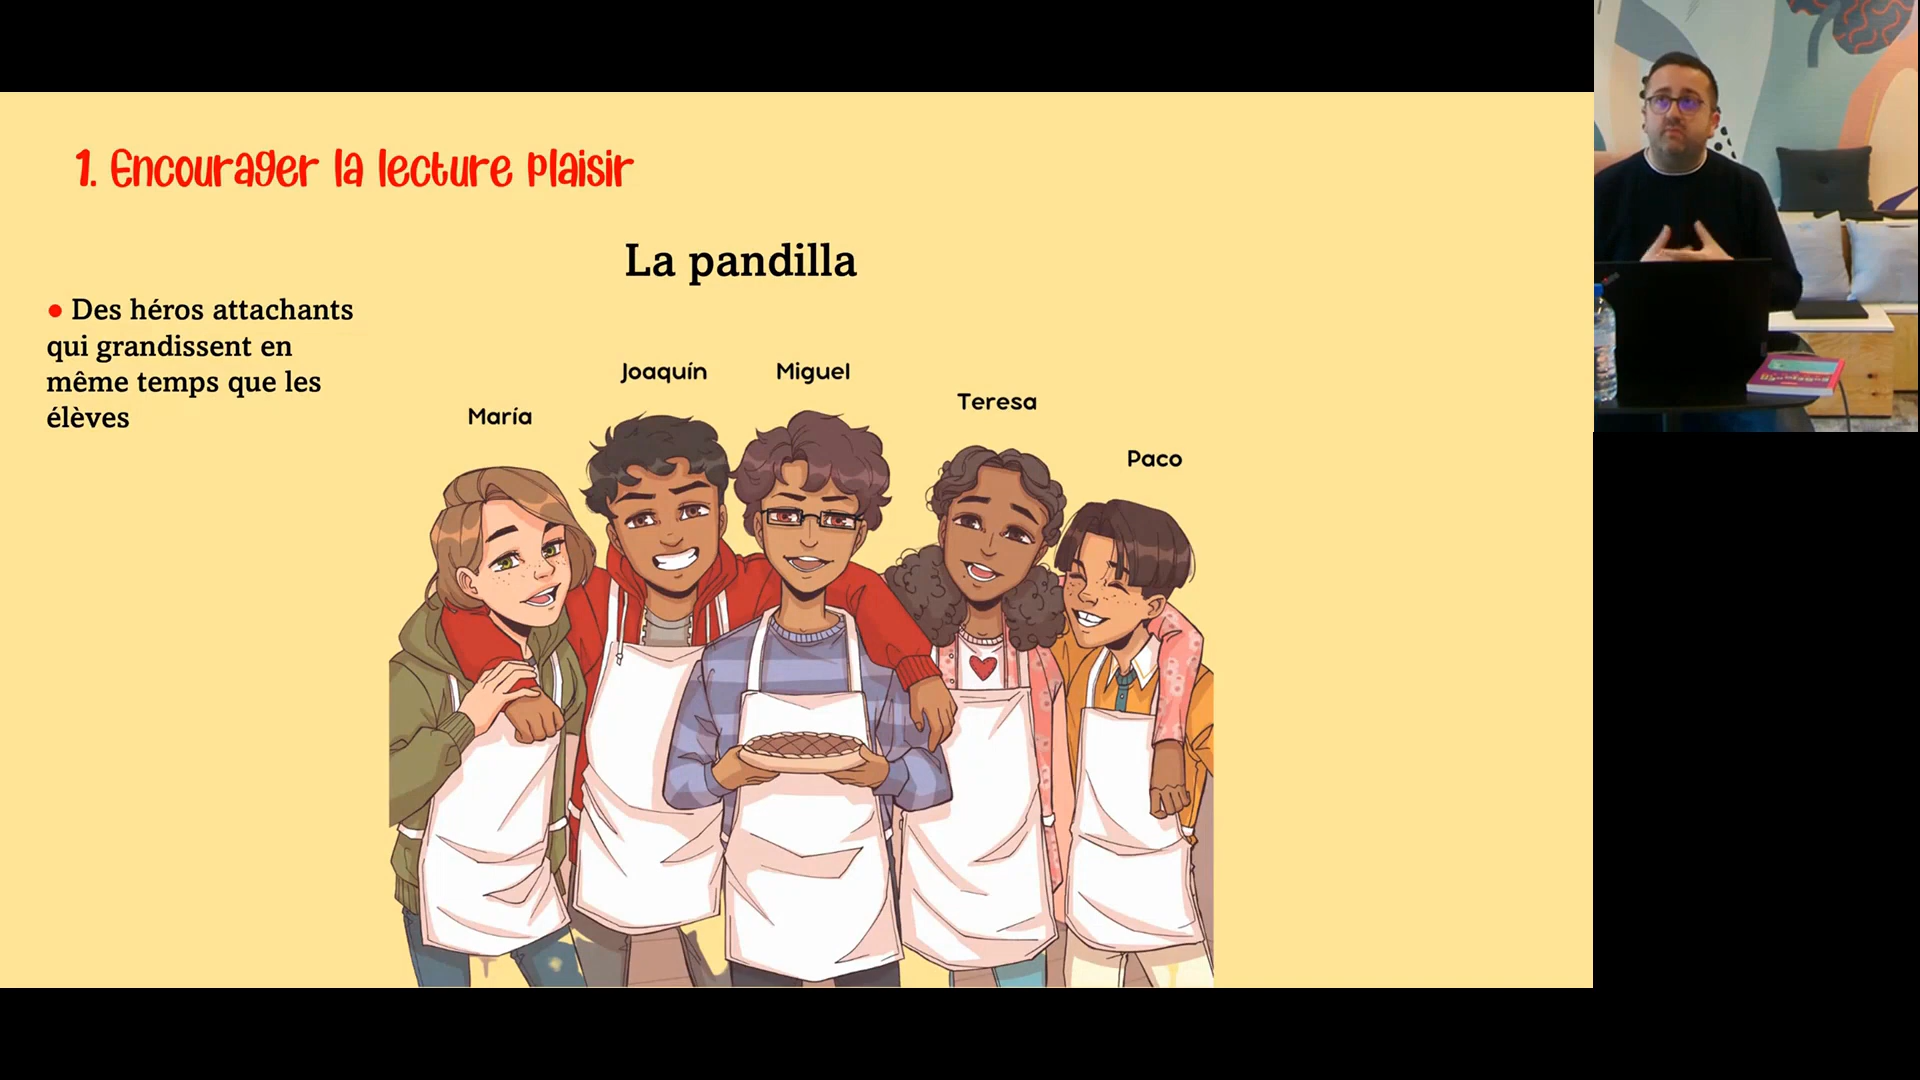 1. Encourager la lecture plaisir
La pandilla
● Des héros attachants
qui grandissent en
même temps que les
élèves
Joaquín
Miguel
Teresa
María
Paco